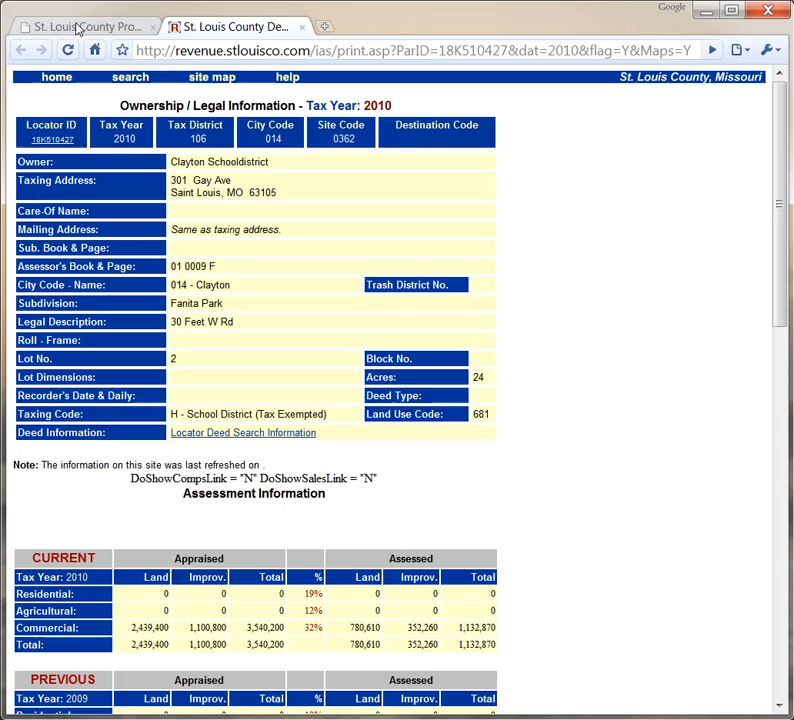 Google
St. Louis County Pro...
St. Louis County De...
http://revenue.stlouisco.com/ias/print.asp?ParID=18K510427&dat=2010&flag=Y&Maps=Y
home search site map help St. Louis County, Missouri
Ownership / Legal Information - Tax Year: 2010
Locator ID Tax Year Tax District City Code Site Code Destination Code
18K510427 2010 106 014 0362
Owner: Clayton Schooldistrict
Taxing Address: 301 Gay Ave
Saint Louis, MO 63105
Care-Of Name:
Mailing Address: Same as taxing address.
Sub. Book & Page:
Assessor's Book & Page: 01 0009 F
City Code - Name: 014 - Clayton Trash District No.
Subdivision: Fanita Park
Legal Description: 30 Feet W Rd
Roll - Frame:
Lot No. 2 Block No.
Lot Dimensions: Acres: 24
Recorder's Date & Daily: Deed Type:
Taxing Code: H - School District (Tax Exempted) Land Use Code: 681
Deed Information: Locator Deed Search Information
Note: The information on this site was last refreshed on .
DoShowCompsLink = "N" DoShowSalesLink = "N"
Assessment Information
CURRENT Appraised Assessed
Tax Year: 2010 Land Improv. Total % Land Improv. Total
Residential: 0 0 0 19% 0 0 0
Agricultural: 0 0 0 12% 0 0 0
Commercial: 2,439,400 1,100,800 3,540,200 32% 780,610 352,260 1,132,870
Total: 2,439,400 1,100,800 3,540,200 780,610 352,260 1,132,870
PREVIOUS Appraised Assessed
Tax Year: 2009 Land Improv. Total % Land Improv. Total